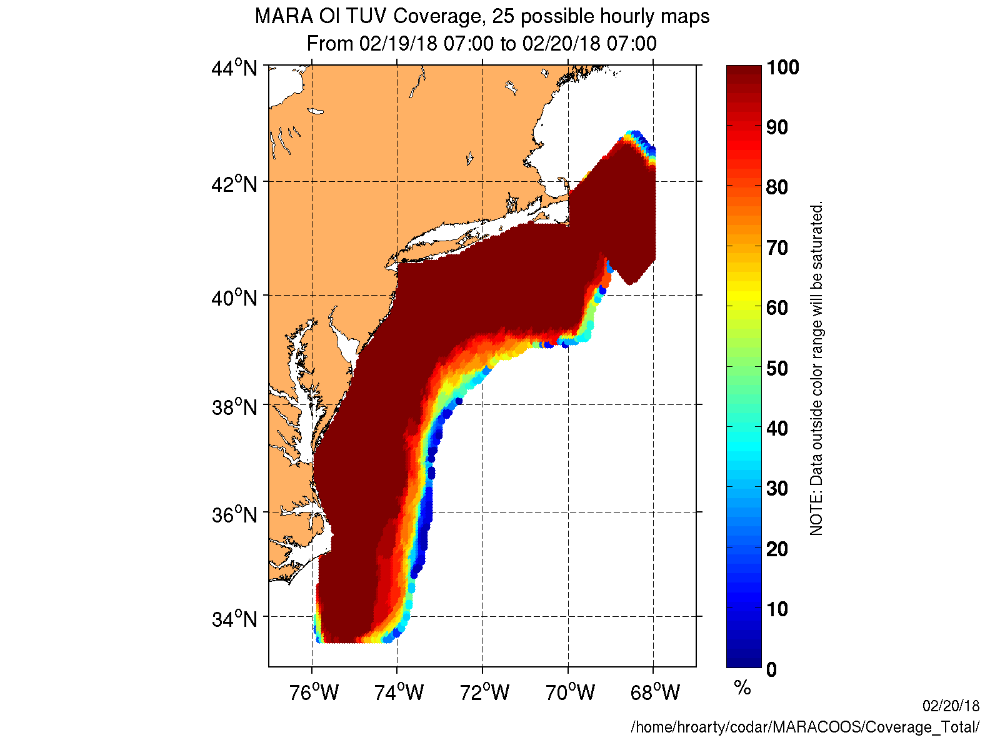 MARA OI TUV Coverage, 25 possible hourly maps
From 02/19/18 07:00 to 02/20/18 07:00
44°N
42°N
40°N
38°N
36°N
34°N
76°W
74°W
72°W
70°W
68°W
100
90
80
70
60
50
40
30
20
10
0
%
NOTE: Data outside color range will be saturated.
02/20/18
/home/hroarty/codar/MARACOOS/Coverage_Total/